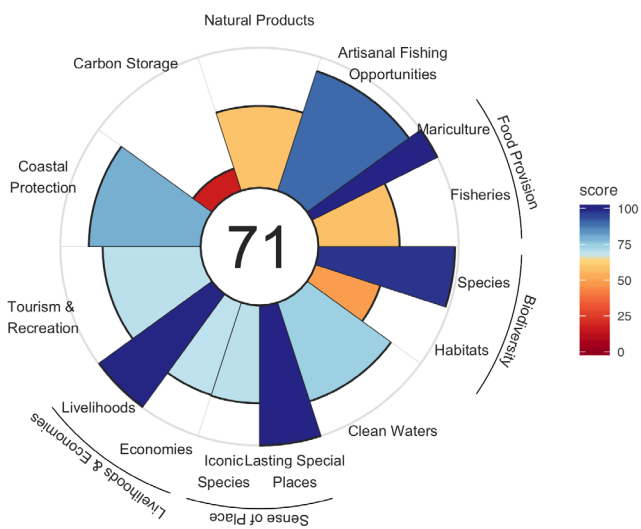 Natural Products
Artisanal Fishing
Opportunities
Carbon Storage
Mariculture
Food Provision
Coastal
Protection
Fisheries
score
100
75
50
25
0
71
Species
Biodiversity
Tourism &
Recreation
Habitats
Livelihoods
Clean Waters
Livelihoods & Economies
Economies
Iconic
Species
Lasting Special
Places
Sense of Place